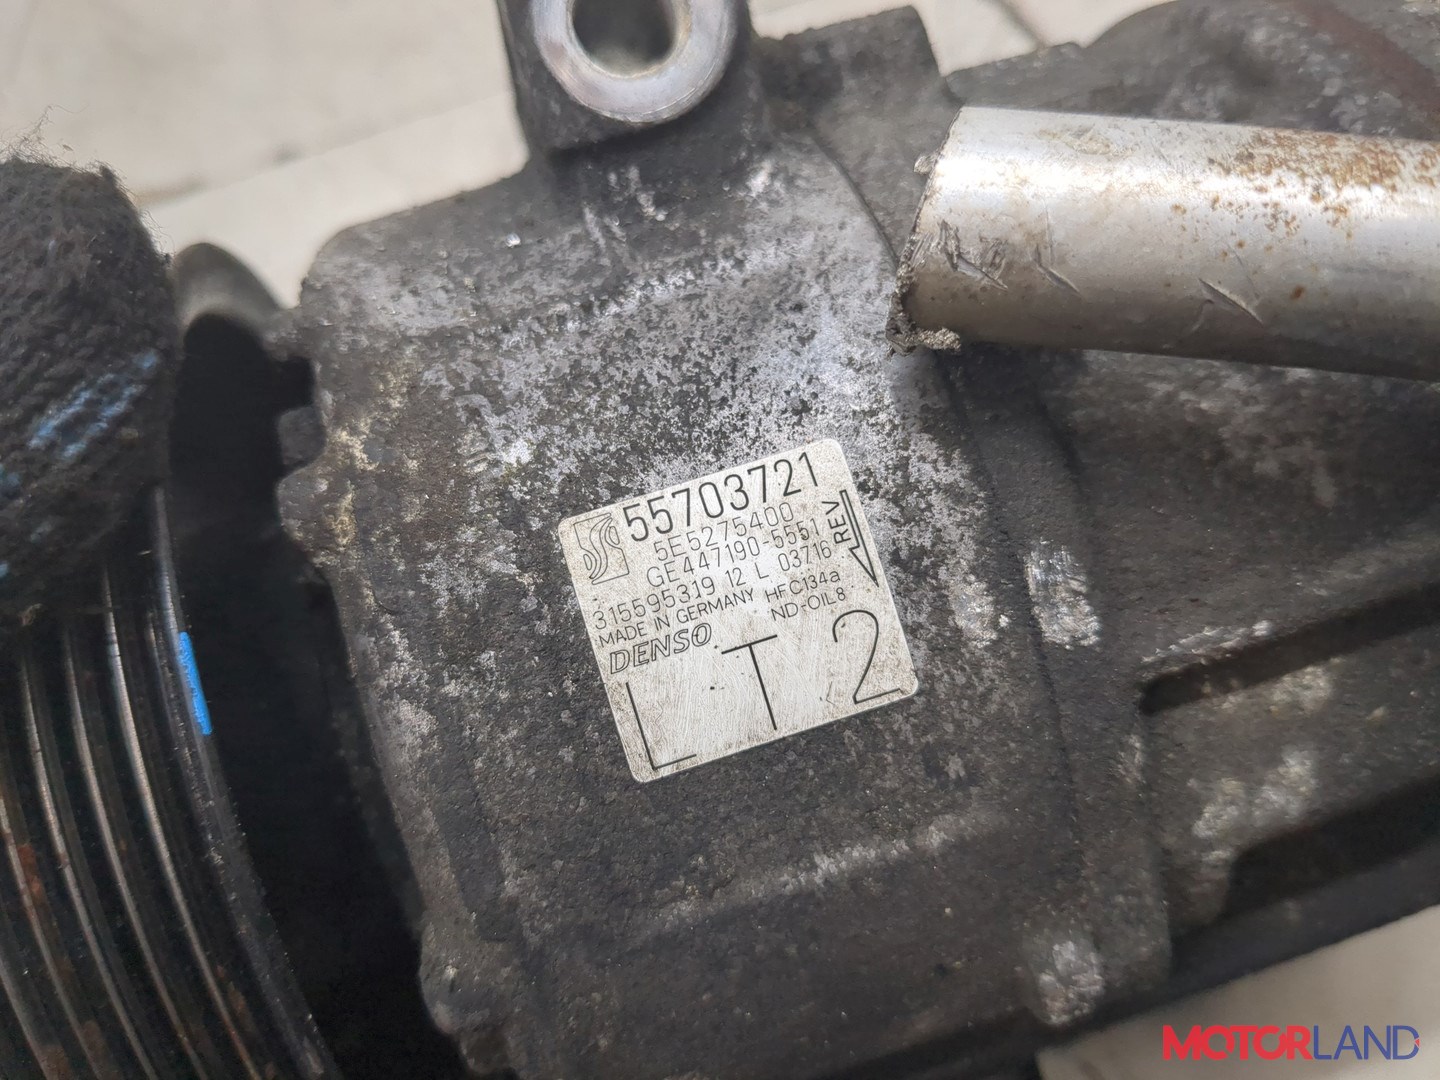 55703721
5E5275400
GE447190-5551
315595319 12 L 03716
MADE IN GERMANY HFC134a
DENSO ND-OIL8
REV
LT2
MOTORLAND